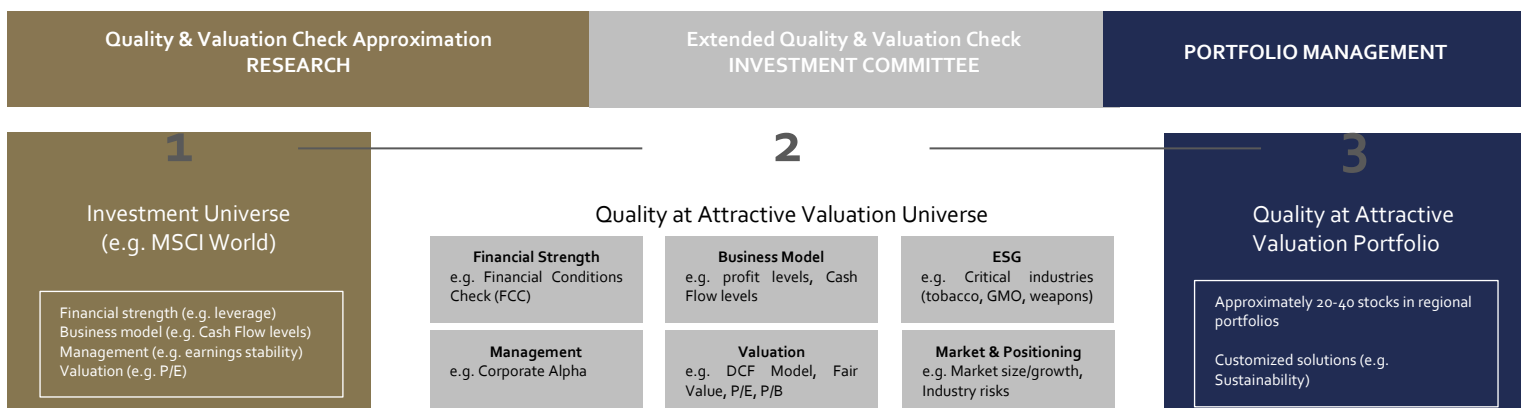 Quality & Valuation Check Approximation
RESEARCH
Extended Quality & Valuation Check
INVESTMENT COMMITTEE
PORTFOLIO MANAGEMENT
1
2
3
Investment Universe
(e.g. MSCI World)
Financial strength (e.g. leverage)
Business model (e.g. Cash Flow levels)
Management (e.g. earnings stability)
Valuation (e.g. P/E)
Quality at Attractive Valuation Universe
Financial Strength
e.g. Financial Conditions
Check (FCC)
Business Model
e.g. profit levels, Cash
Flow levels
ESG
e.g. Critical industries
(tobacco, GMO, weapons)
Management
e.g. Corporate Alpha
Valuation
e.g. DCF Model, Fair
Value, P/E, P/B
Market & Positioning
e.g. Market size/growth,
Industry risks
Quality at Attractive
Valuation Portfolio
Approximately 20-40 stocks in regional
portfolios
Customized solutions (e.g.
Sustainability)